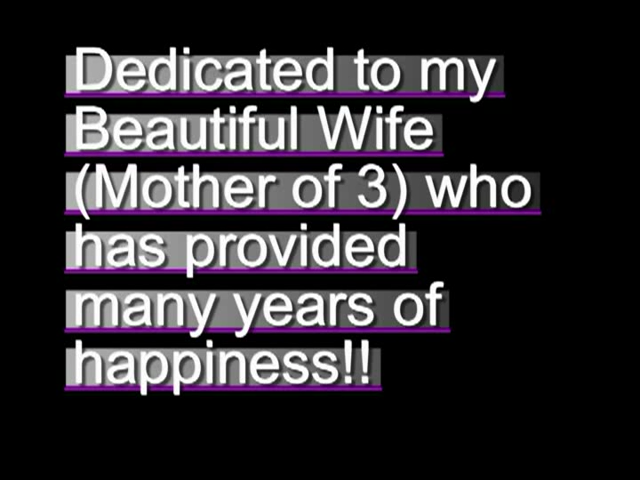 Dedicated to my
Beautiful Wife
(Mother of 3) who
has provided
many years of
happiness!!